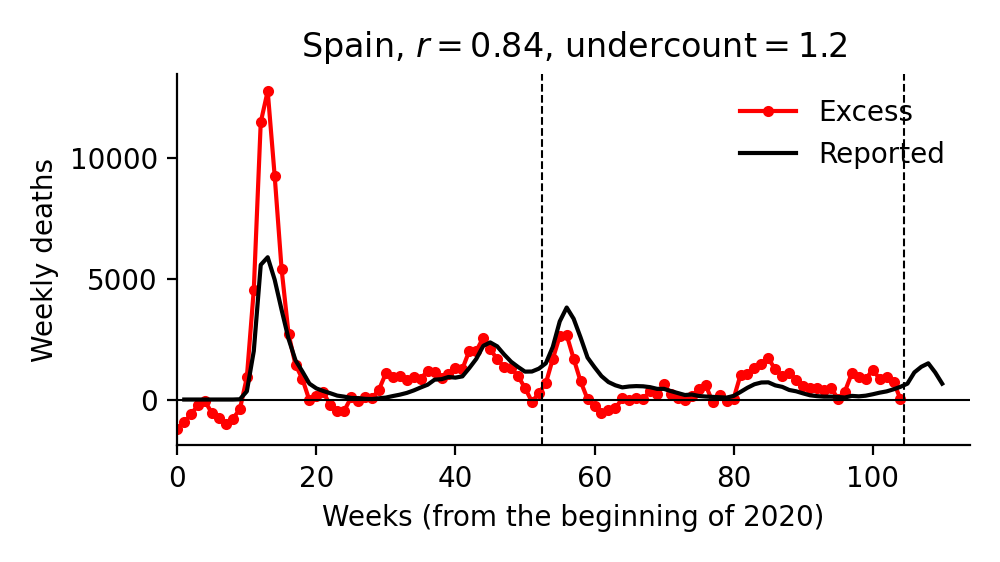 Spain, r = 0.84, undercount = 1.2
Excess
Reported
Weekly deaths
10000
5000
0
0 20 40 60 80 100
Weeks (from the beginning of 2020)